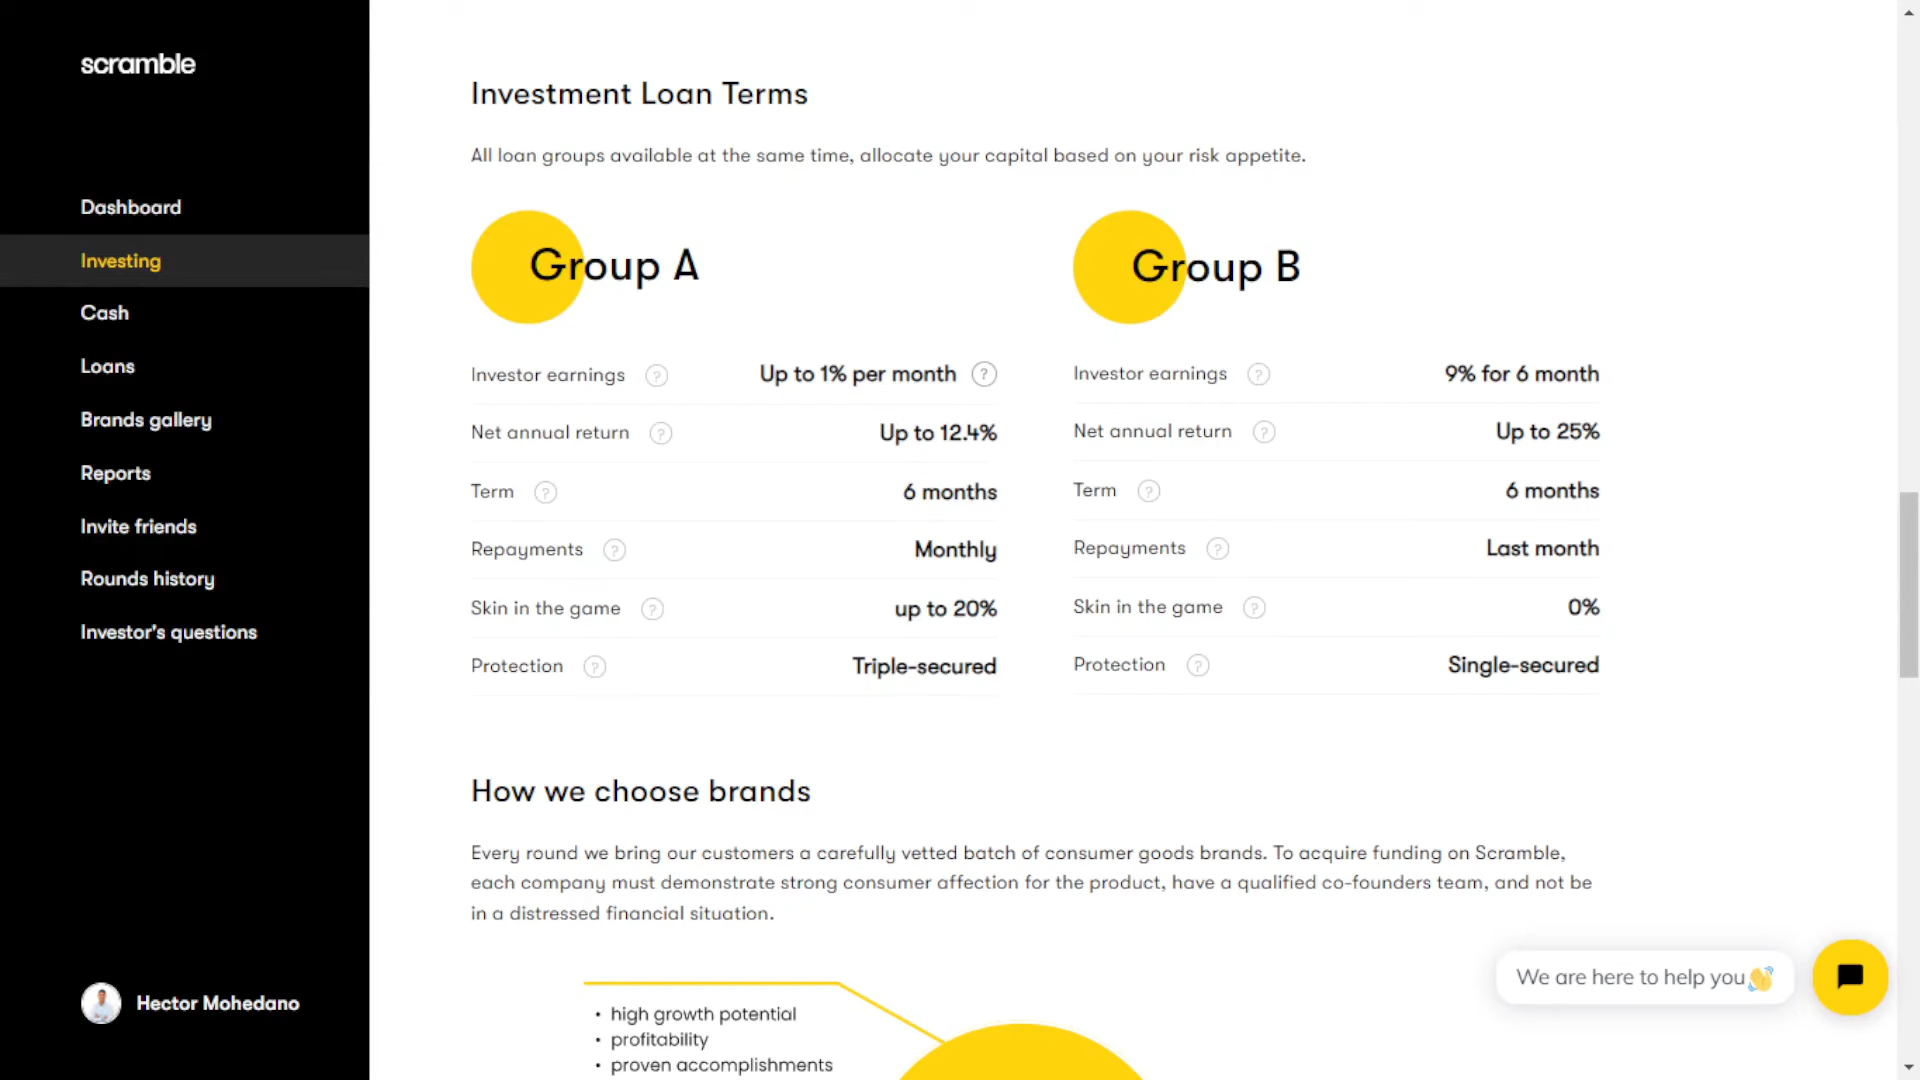 scramble
Dashboard
Investing
Cash
Loans
Brands gallery
Reports
Invite friends
Rounds history
Investor's questions
Hector Mohedano
Investment Loan Terms
All loan groups available at the same time, allocate your capital based on your risk appetite.
Group A
Investor earnings ? Up to 1% per month ?
Net annual return ? Up to 12.4%
Term ? 6 months
Repayments ? Monthly
Skin in the game ? up to 20%
Protection ? Triple-secured
Group B
Investor earnings ? 9% for 6 month
Net annual return ? Up to 25%
Term ? 6 months
Repayments ? Last month
Skin in the game ? 0%
Protection ? Single-secured
How we choose brands
Every round we bring our customers a carefully vetted batch of consumer goods brands. To acquire funding on Scramble,
each company must demonstrate strong consumer affection for the product, have a qualified co-founders team, and not be
in a distressed financial situation.
• high growth potential
• profitability
• proven accomplishments
We are here to help you👋